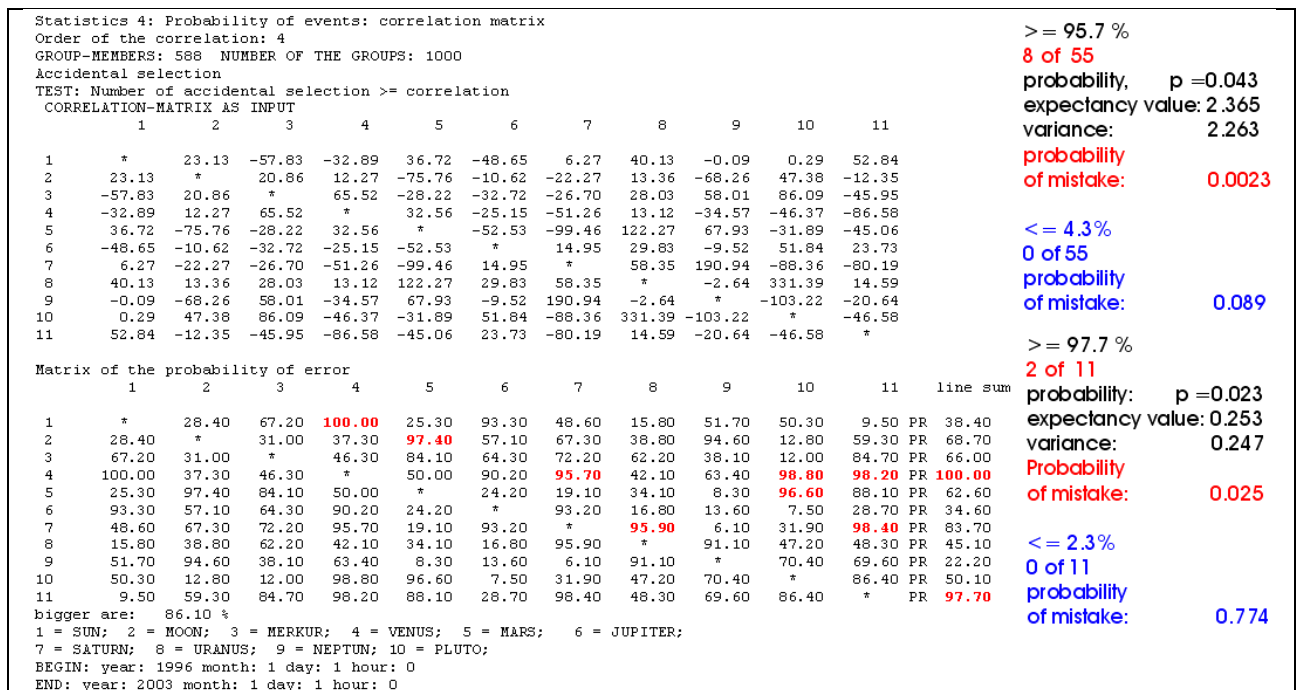 Statistics 4: Probability of events: correlation matrix
Order of the correlation: 4
GROUP-MEMBERS: 588 NUMBER OF THE GROUPS: 1000
Accidental selection
TEST: Number of accidental selection >= correlation
CORRELATION-MATRIX AS INPUT
1 2 3 4 5 6 7 8 9 10 11
1 * 23.13 -57.83 -32.89 36.72 -48.65 6.27 40.13 -0.09 0.29 52.84
2 23.13 * 20.86 12.27 -75.76 -10.62 -22.27 13.36 -68.26 47.38 -12.35
3 -57.83 20.86 * 65.52 -28.22 -32.72 -26.70 28.03 58.01 86.09 -45.95
4 -32.89 12.27 65.52 * 32.56 -25.15 -51.26 13.12 -34.57 -46.37 -86.58
5 36.72 -75.76 -28.22 32.56 * -52.53 -99.46 122.27 67.93 -31.89 -45.06
6 -48.65 -10.62 -32.72 -25.15 -52.53 * 14.95 29.83 -9.52 51.84 23.73
7 6.27 -22.27 -26.70 -51.26 -99.46 14.95 * 58.35 190.94 -88.36 -80.19
8 40.13 13.36 28.03 13.12 122.27 29.83 58.35 * -2.64 331.39 14.59
9 -0.09 -68.26 58.01 -34.57 67.93 -9.52 190.94 -2.64 * -103.22 -20.64
10 0.29 47.38 86.09 -46.37 -31.89 51.84 -88.36 331.39 -103.22 * -46.58
11 52.84 -12.35 -45.95 -86.58 -45.06 23.73 -80.19 14.59 -20.64 -46.58 *
Matrix of the probability of error
1 2 3 4 5 6 7 8 9 10 11 line sum
1 * 28.40 67.20 100.00 25.30 93.30 48.60 15.80 51.70 50.30 9.50 PR 38.40
2 28.40 * 31.00 37.30 97.40 57.10 67.30 38.80 94.60 12.80 59.30 PR 68.70
3 67.20 31.00 * 46.30 84.10 64.30 72.20 62.20 38.10 12.00 84.70 PR 66.00
4 100.00 37.30 46.30 * 50.00 90.20 95.70 42.10 63.40 98.80 98.20 PR 100.00
5 25.30 97.40 84.10 50.00 * 24.20 19.10 34.10 8.30 96.60 88.10 PR 62.60
6 93.30 57.10 64.30 90.20 24.20 * 93.20 16.80 13.60 7.50 28.70 PR 34.60
7 48.60 67.30 72.20 95.70 19.10 93.20 * 95.90 6.10 31.90 98.40 PR 83.70
8 15.80 38.80 62.20 42.10 34.10 16.80 95.90 * 91.10 47.20 48.30 PR 45.10
9 51.70 94.60 38.10 63.40 8.30 13.60 6.10 91.10 * 70.40 69.60 PR 22.20
10 50.30 12.80 12.00 98.80 96.60 7.50 31.90 47.20 70.40 * 86.40 PR 50.10
11 9.50 59.30 84.70 98.20 88.10 28.70 98.40 48.30 69.60 86.40 * PR 97.70
bigger are: 86.10 %
1 = SUN; 2 = MOON; 3 = MERKUR; 4 = VENUS; 5 = MARS; 6 = JUPITER;
7 = SATURN; 8 = URANUS; 9 = NEPTUN; 10 = PLUTO;
BEGIN: year: 1996 month: 1 day: 1 hour: 0
END: year: 2003 month: 1 day: 1 hour: 0
>= 95.7 %
8 of 55
probability, p =0.043
expectancy value: 2.365
variance: 2.263
probability
of mistake: 0.0023
<= 4.3%
0 of 55
probability
of mistake: 0.089
>= 97.7 %
2 of 11
probability: p =0.023
expectancy value: 0.253
variance: 0.247
Probability
of mistake: 0.025
<= 2.3%
0 of 11
probability
of mistake: 0.774